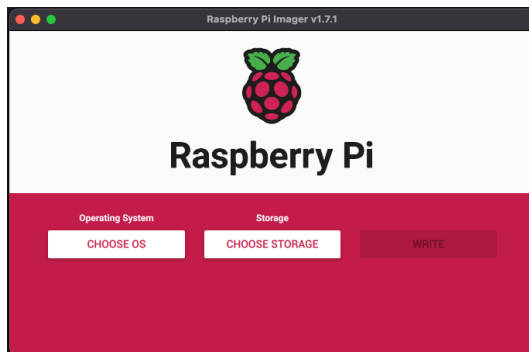 Raspberry Pi Imager v1.7.1
Raspberry Pi
Operating System
Storage
CHOOSE OS
CHOOSE STORAGE
WRITE